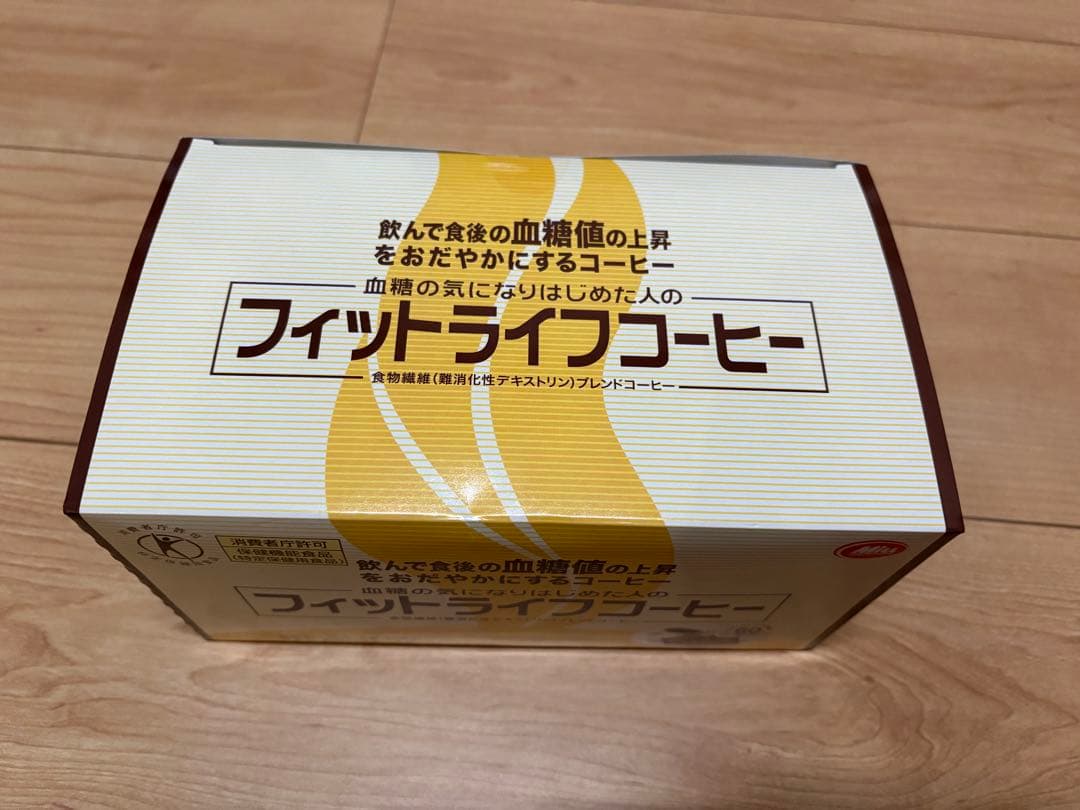 飲んで食後の血糖値の上昇
をおだやかにするコーヒー
血糖の気になりはじめた人の
フィットライフコーヒー
食物繊維(難消化性デキストリン)ブレンドコーヒー
消費者庁許可
消費者庁許可
保健機能食品
(特定保健用食品)
飲んで食後の血糖値の上昇
をおだやかにするコーヒー
血糖の気になりはじめた人の
フィットライフコーヒー